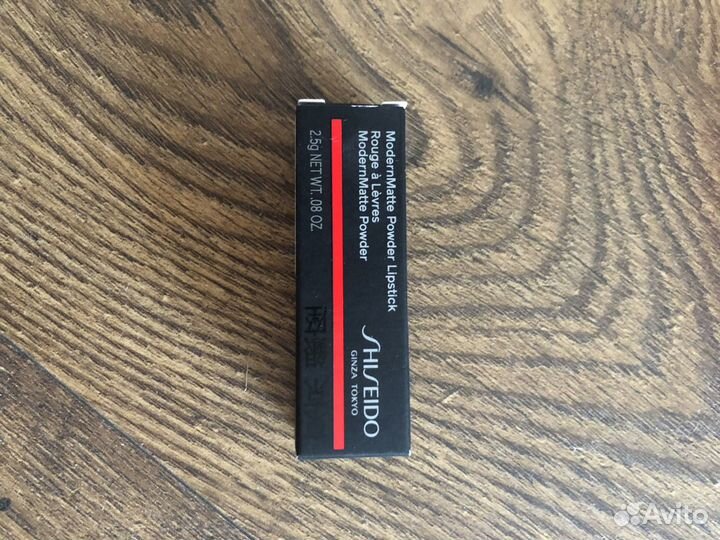 ModernMatte Powder Lipstick
Rouge à Lèvres
ModernMatte Powder
SHISEIDO
GINZA TOKYO
2.5g NET WT. .08 OZ.
Avito